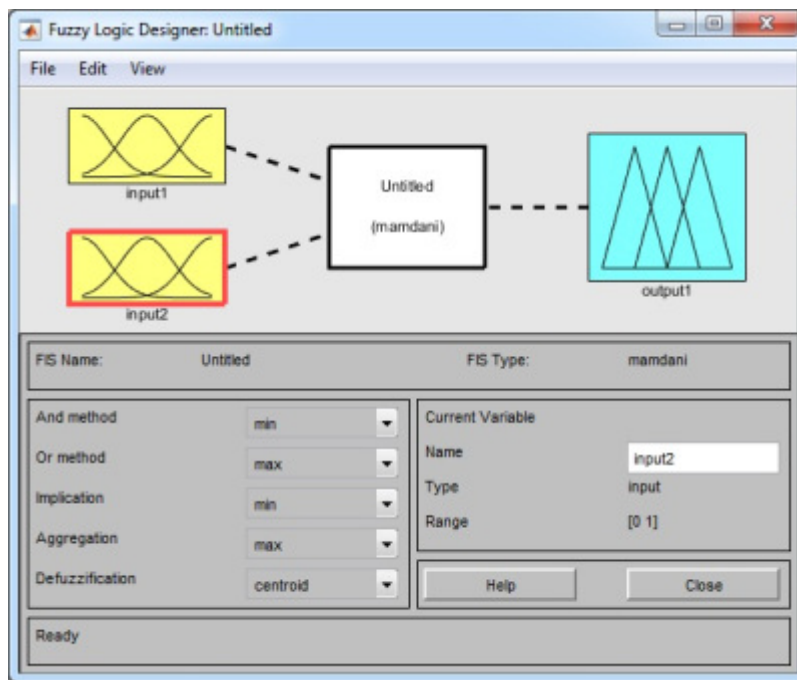 Fuzzy Logic Designer: Untitled
File Edit View
input1
input2
Untitled
(mamdani)
output1
FIS Name: Untitled FIS Type: mamdani
And method min
Or method max
Implication min
Aggregation max
Defuzzification centroid
Current Variable
Name input2
Type input
Range [0 1]
Help Close
Ready